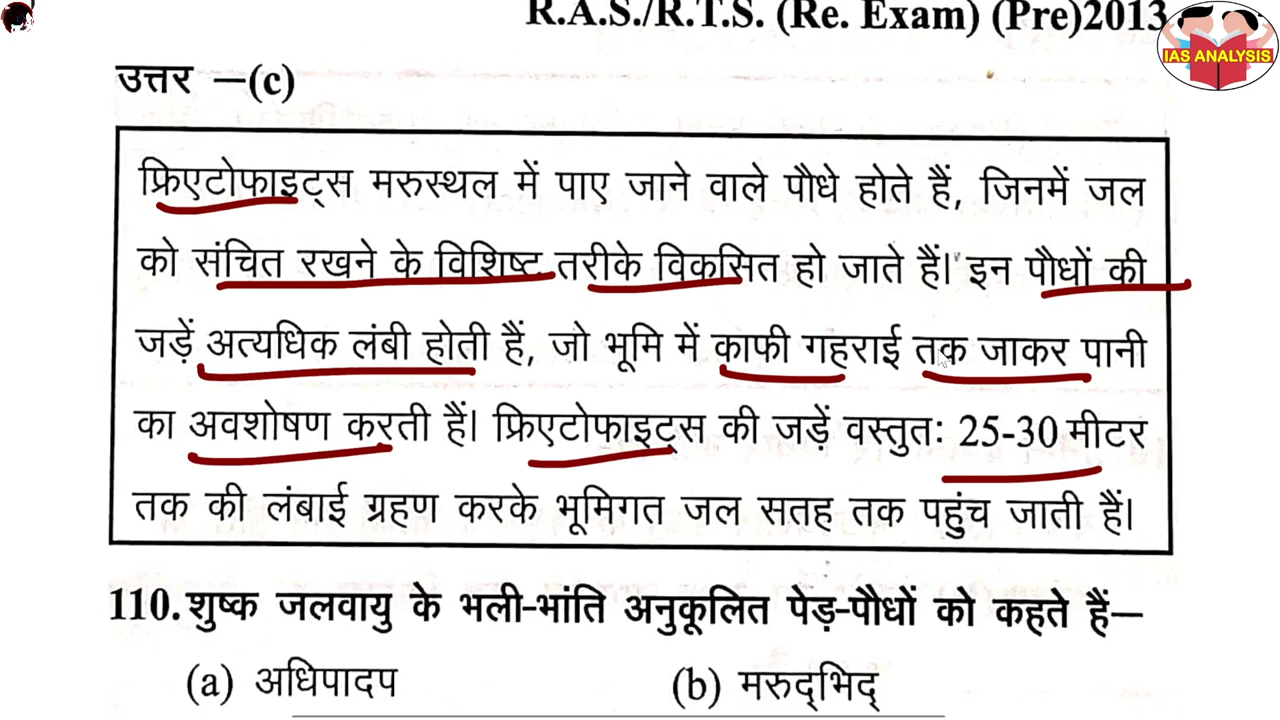 R.A.S./R.T.S. (Re. Exam) (Pre)2013
IAS ANALYSIS
उत्तर –(c)
फ्रिएटोफाइट्स मरुस्थल में पाए जाने वाले पौधे होते हैं, जिनमें जल
को संचित रखने के विशिष्ट तरीके विकसित हो जाते हैं। इन पौधों की
जड़ें अत्यधिक लंबी होती हैं, जो भूमि में काफी गहराई तक जाकर पानी
का अवशोषण करती हैं। फ्रिएटोफाइट्स की जड़ें वस्तुतः 25-30 मीटर
तक की लंबाई ग्रहण करके भूमिगत जल सतह तक पहुंच जाती हैं।
110. शुष्क जलवायु के भली-भांति अनुकूलित पेड़-पौधों को कहते हैं–
(a) अधिपादप (b) मरुद्भिद्